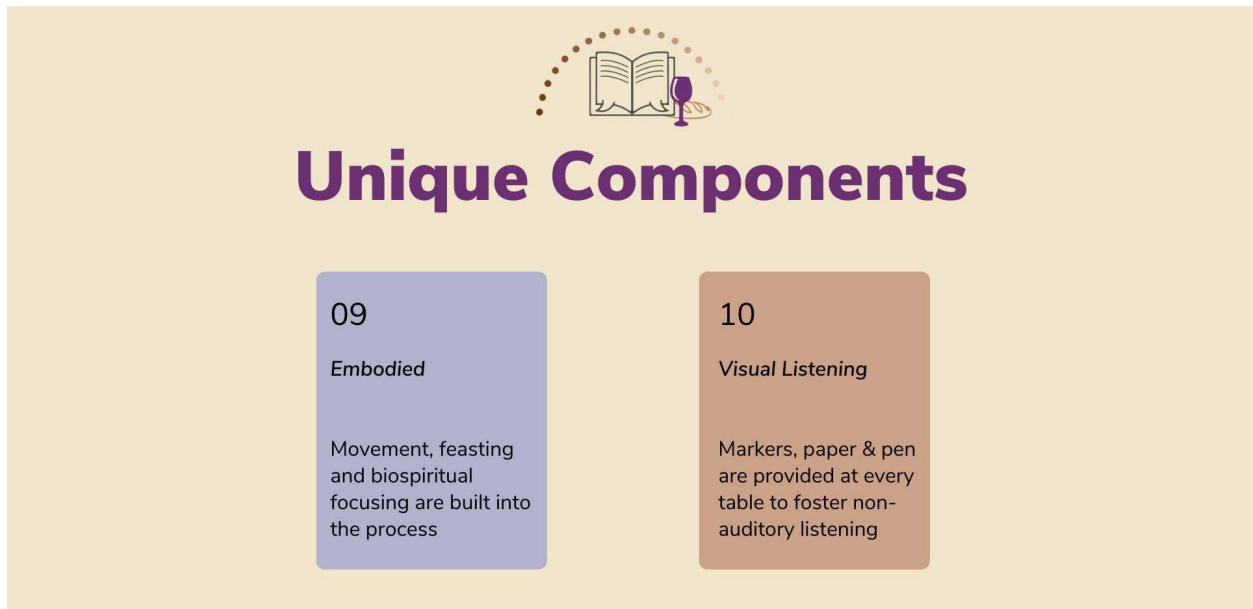 Unique Components
09
Embodied
Movement, feasting
and biospiritual
focusing are built into
the process
10
Visual Listening
Markers, paper & pen
are provided at every
table to foster non-
auditory listening